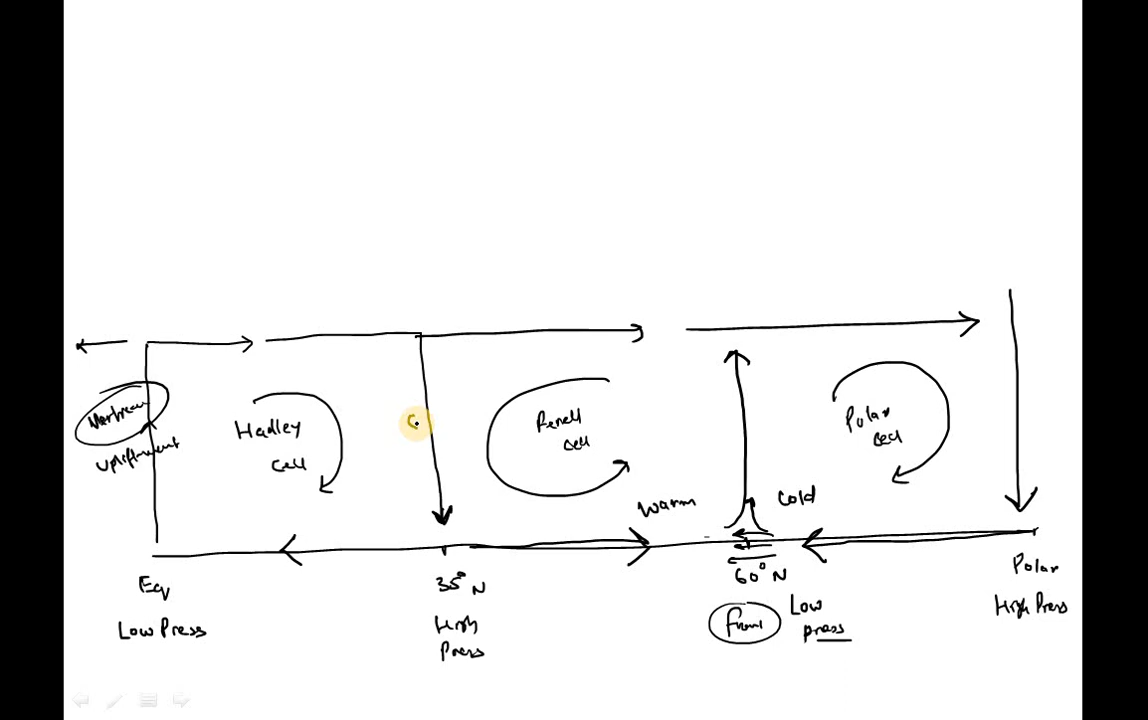 upliftment
Hadley
Cell
Cell
Polar
Cell
Warm
Cold
Eq
Low Press
35° N
High
Press
60° N
Front
Low
press
Polar
High Press